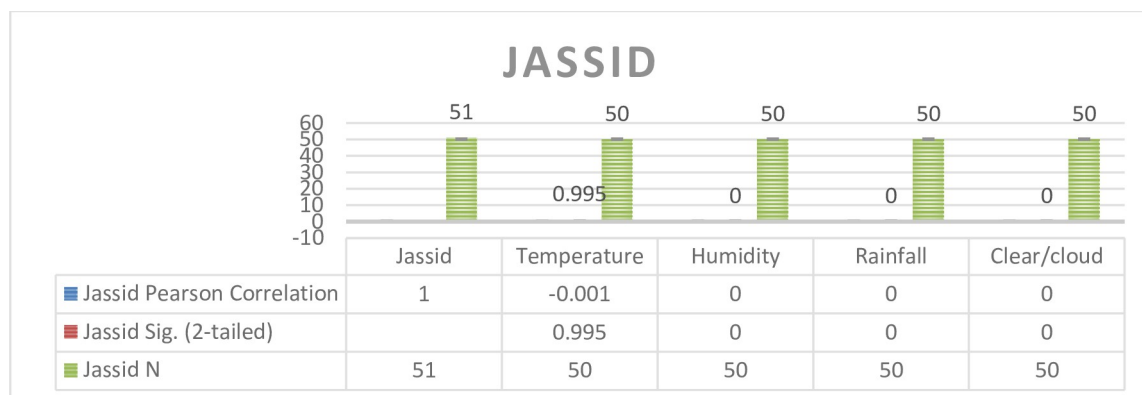 JASSID
51 50 50 50 50
60
50
40
30
20
10
0
-10
0.995 0 0 0
Jassid Temperature Humidity Rainfall Clear/cloud
Jassid Pearson Correlation 1 -0.001 0 0 0
Jassid Sig. (2-tailed) 0.995 0 0 0
Jassid N 51 50 50 50 50